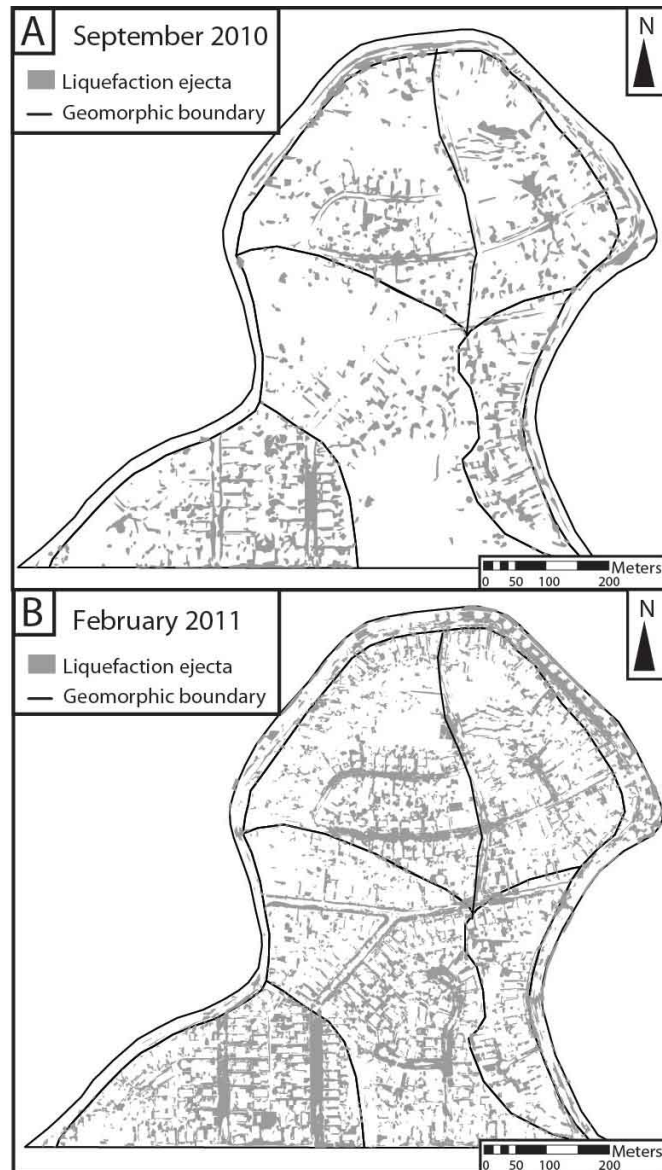 A September 2010
Liquefaction ejecta
Geomorphic boundary
N
Meters
0 50 100 200
B February 2011
Liquefaction ejecta
Geomorphic boundary
N
Meters
0 50 100 200